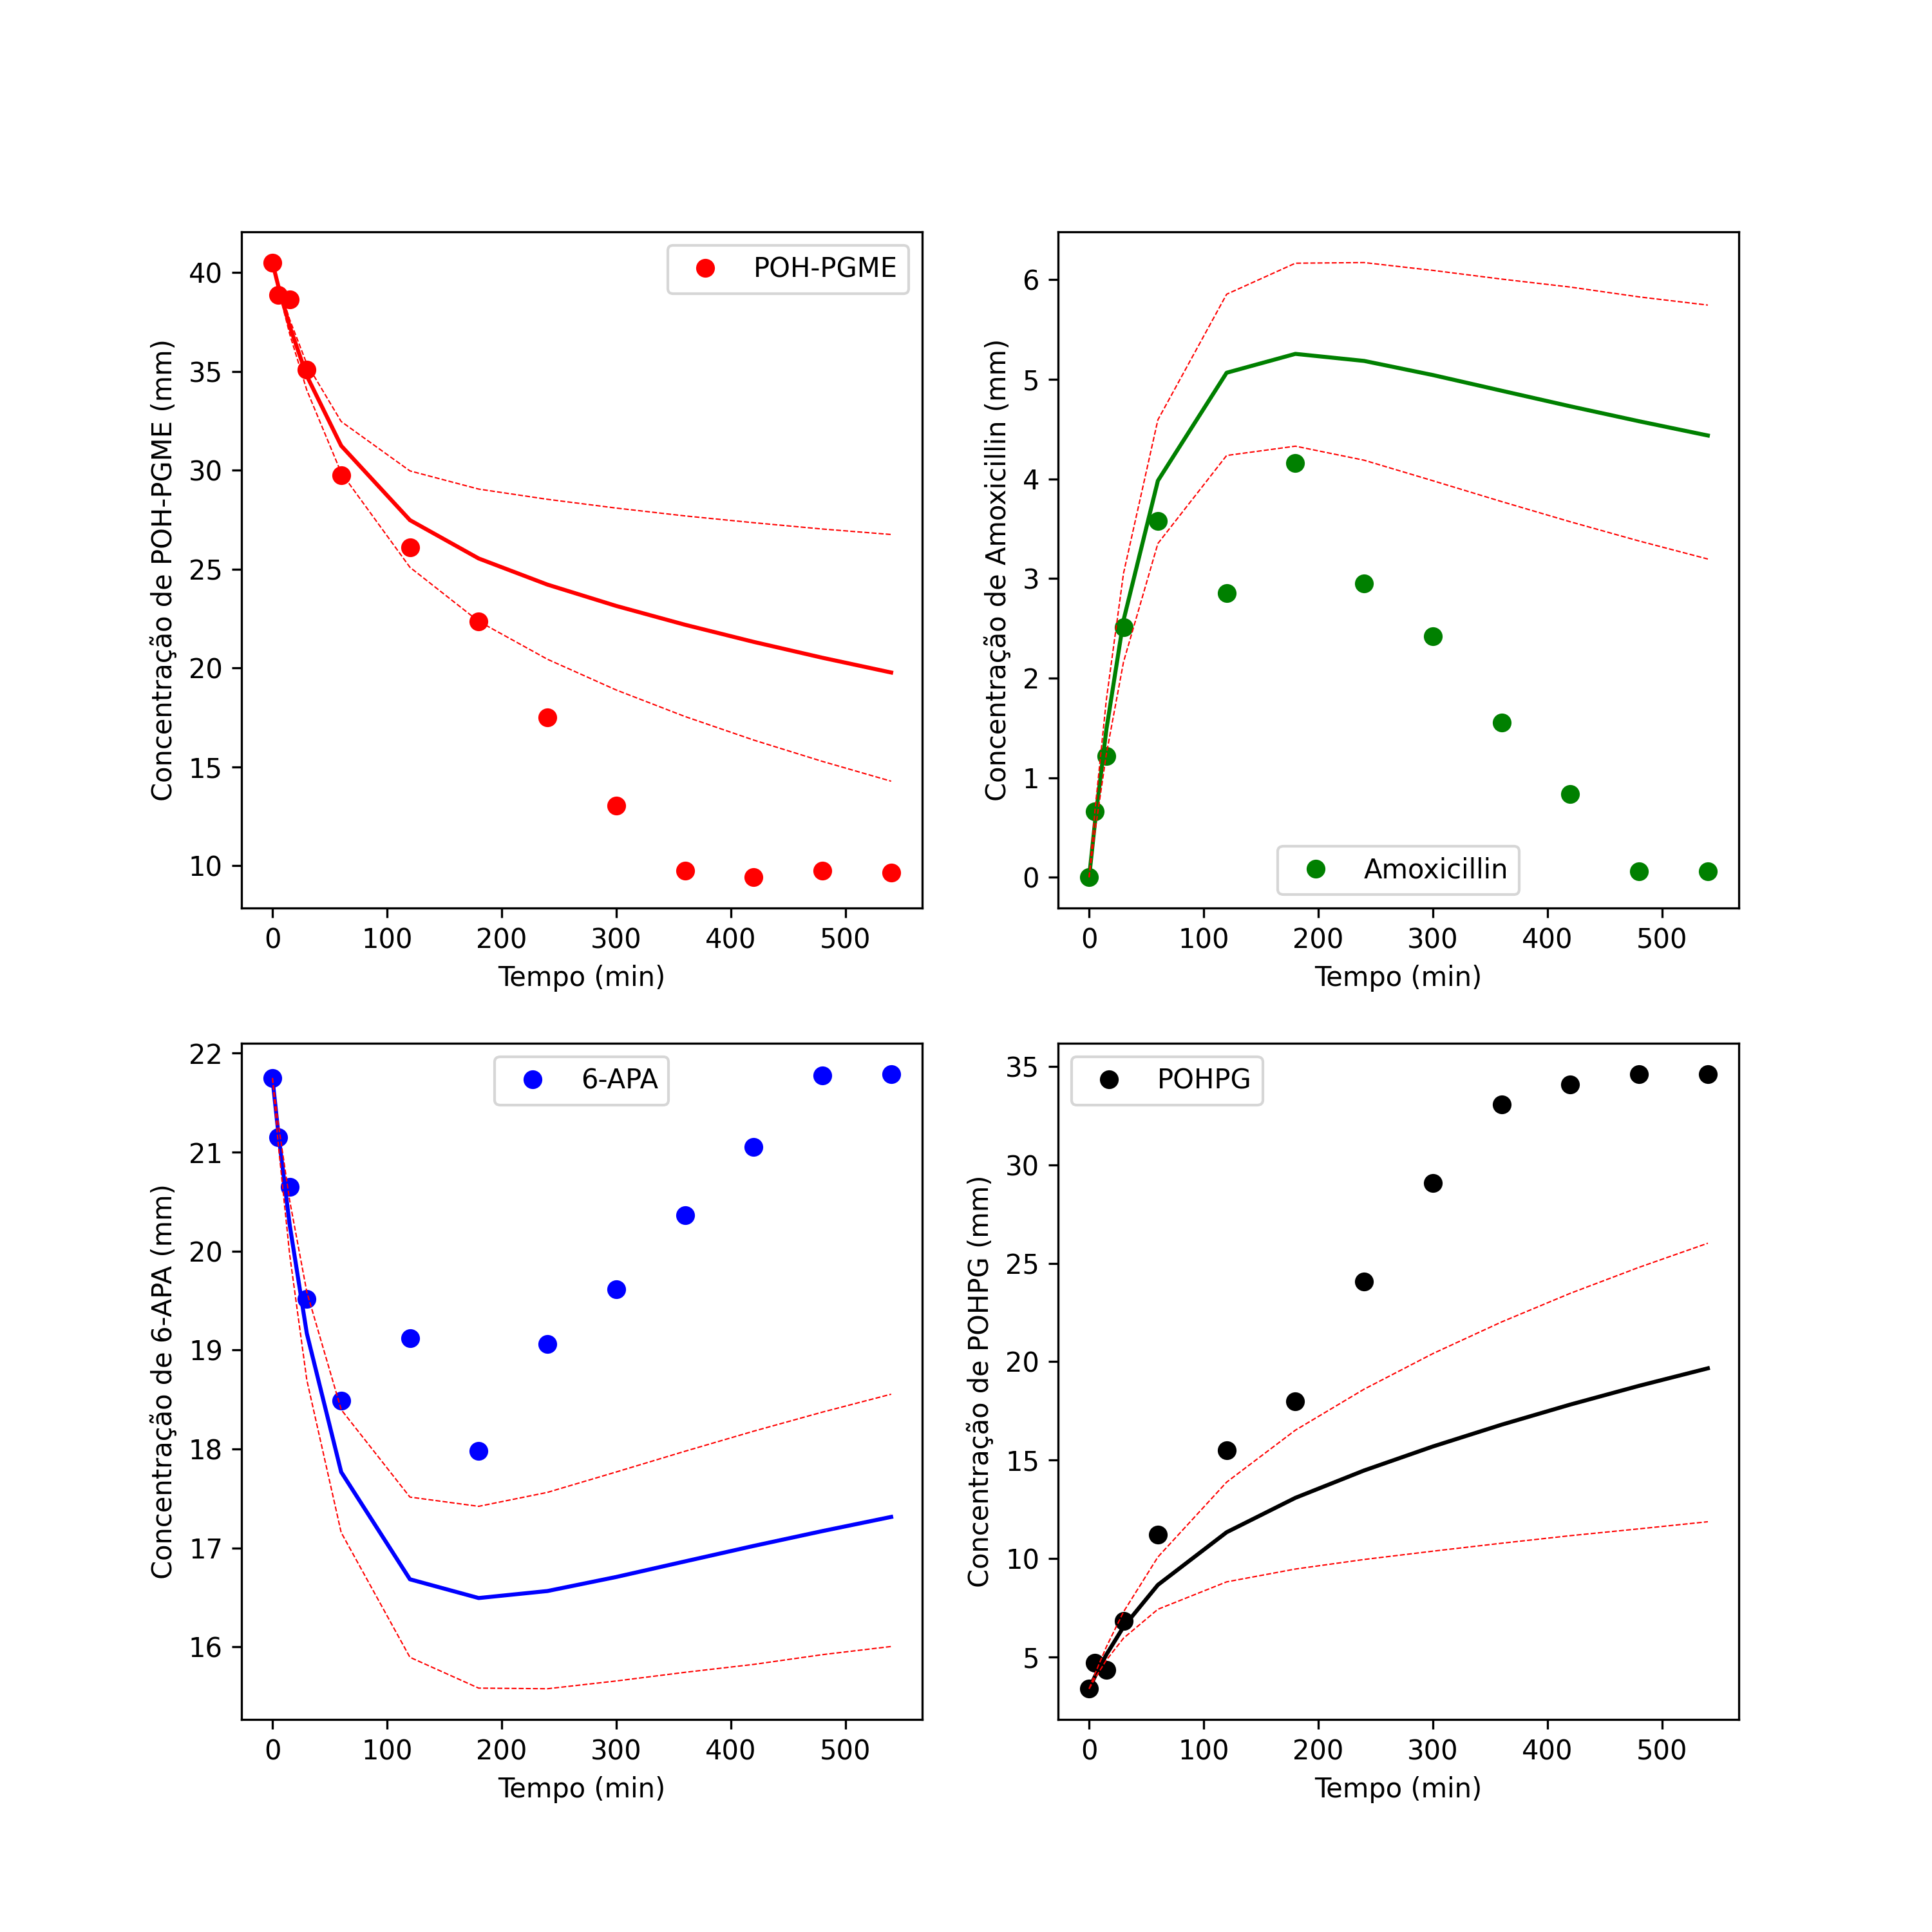 Concentração de POH-PGME (mm)
40
35
30
25
20
15
10
POH-PGME
0 100 200 300 400 500
Tempo (min)
Concentração de Amoxicillin (mm)
6
5
4
3
2
1
0
Amoxicillin
0 100 200 300 400 500
Tempo (min)
Concentração de 6-APA (mm)
22
21
20
19
18
17
16
6-APA
0 100 200 300 400 500
Tempo (min)
Concentração de POHPG (mm)
35
30
25
20
15
10
5
POHPG
0 100 200 300 400 500
Tempo (min)